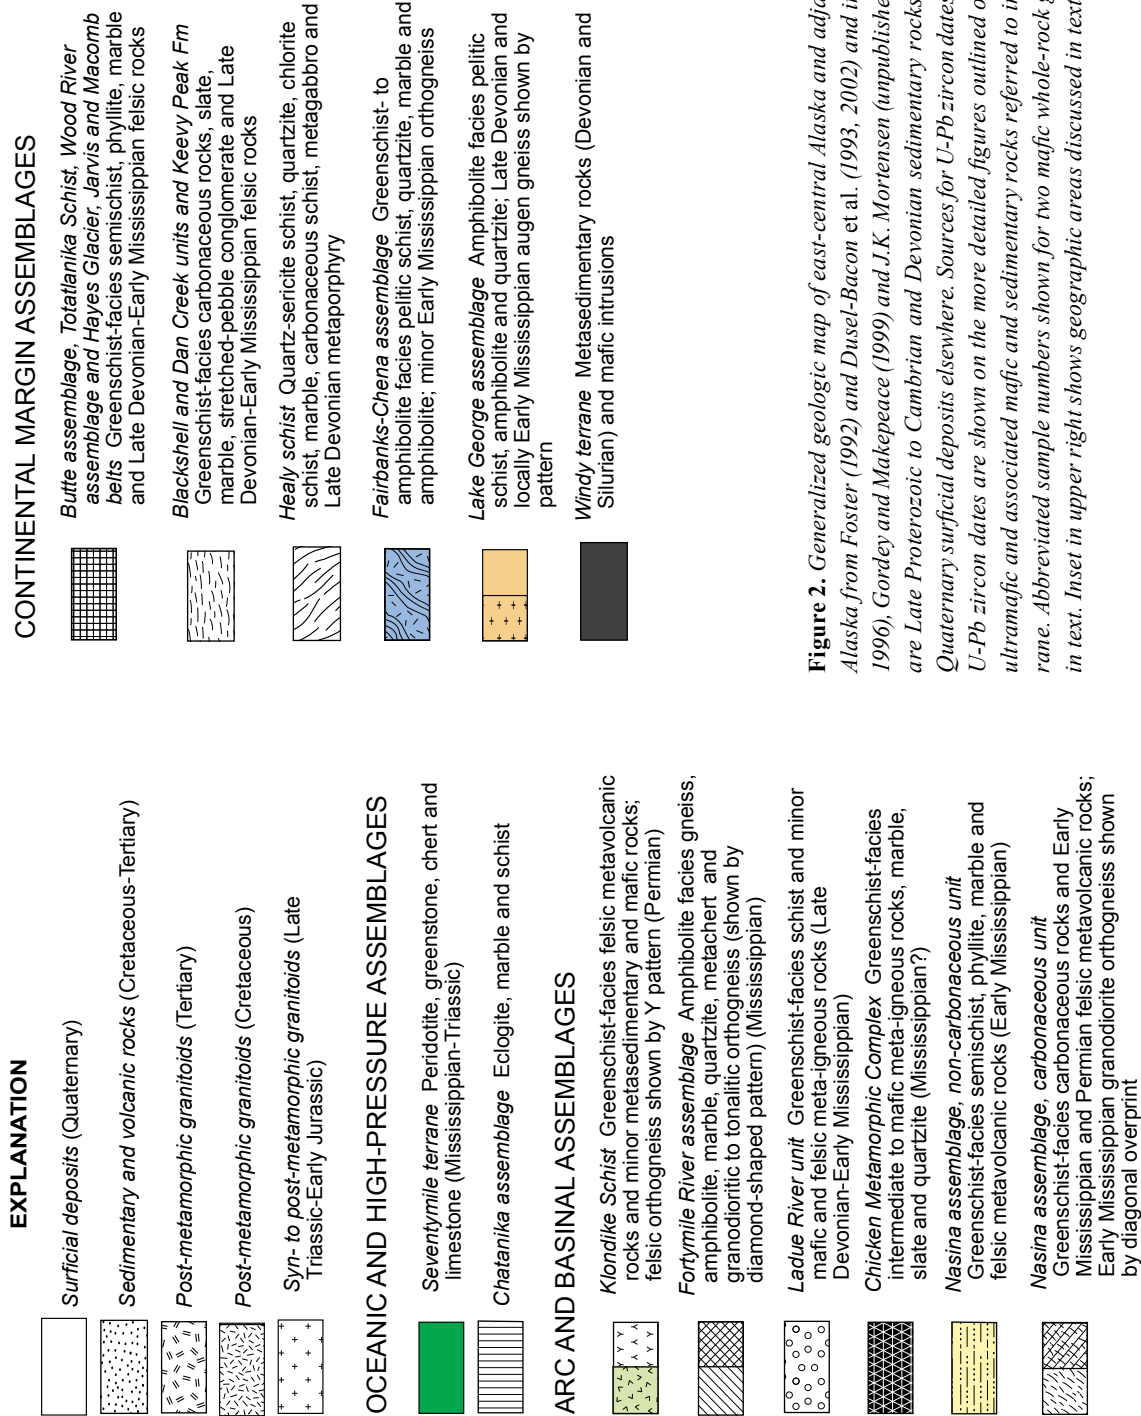 EXPLANATION
Surficial deposits (Quaternary)
Sedimentary and volcanic rocks (Cretaceous-Tertiary)
Post-metamorphic granitoids (Tertiary)
Post-metamorphic granitoids (Cretaceous)
Syn- to post-metamorphic granitoids (Late
Triassic-Early Jurassic)
OCEANIC AND HIGH-PRESSURE ASSEMBLAGES
Seventymile terrane Peridotite, greenstone, chert and
limestone (Mississippian-Triassic)
Chatanika assemblage Eclogite, marble and schist
ARC AND BASINAL ASSEMBLAGES
Klondike Schist Greenschist-facies felsic metavolcanic
rocks and minor metasedimentary and mafic rocks;
felsic orthogneiss shown by Y pattern (Permian)
Fortymile River assemblage Amphibolite facies gneiss,
amphibolite, marble, quartzite, metachert and
granodioritic to tonalitic orthogneiss (shown by
diamond-shaped pattern) (Mississippian)
Ladue River unit Greenschist-facies schist and minor
mafic and felsic meta-igneous rocks (Late
Devonian-Early Mississippian)
Chicken Metamorphic Complex Greenschist-facies
intermediate to mafic meta-igneous rocks, marble,
slate and quartzite (Mississippian?)
Nasina assemblage, non-carbonaceous unit
Greenschist-facies semischist, phyllite, marble and
felsic metavolcanic rocks (Early Mississippian)
Nasina assemblage, carbonaceous unit
Greenschist-facies carbonaceous rocks and Early
Mississippian and Permian felsic metavolcanic rocks;
Early Mississippian granodiorite orthogneiss shown
by diagonal overprint
CONTINENTAL MARGIN ASSEMBLAGES
Butte assemblage, Totatlanika Schist, Wood River
assemblage and Hayes Glacier, Jarvis and Macomb
belts Greenschist-facies semischist, phyllite, marble
and Late Devonian-Early Mississippian felsic rocks
Blackshell and Dan Creek units and Keevy Peak Fm
Greenschist-facies carbonaceous rocks, slate,
marble, stretched-pebble conglomerate and Late
Devonian-Early Mississippian felsic rocks
Healy schist Quartz-sericite schist, quartzite, chlorite
schist, marble, carbonaceous schist, metagabbro and
Late Devonian metaporphyry
Fairbanks-Chena assemblage Greenschist- to
amphibolite facies pelitic schist, quartzite, marble and
amphibolite; minor Early Mississippian orthogneiss
Lake George assemblage Amphibolite facies pelitic
schist, amphibolite and quartzite; Late Devonian and
locally Early Mississippian augen gneiss shown by
pattern
Windy terrane Metasedimentary rocks (Devonian and
Silurian) and mafic intrusions
Figure 2. Generalized geologic map of east-central Alaska and adja
Alaska from Foster (1992) and Dusel-Bacon et al. (1993, 2002) and i
1996), Gordey and Makepeace (1999) and J.K. Mortensen (unpublishe
are Late Proterozoic to Cambrian and Devonian sedimentary rocks
Quaternary surficial deposits elsewhere. Sources for U-Pb zircon dates
U-Pb zircon dates are shown on the more detailed figures outlined o
ultramafic and associated mafic and sedimentary rocks referred to i
rane. Abbreviated sample numbers shown for two mafic whole-rock g
in text. Inset in upper right shows geographic areas discussed in text